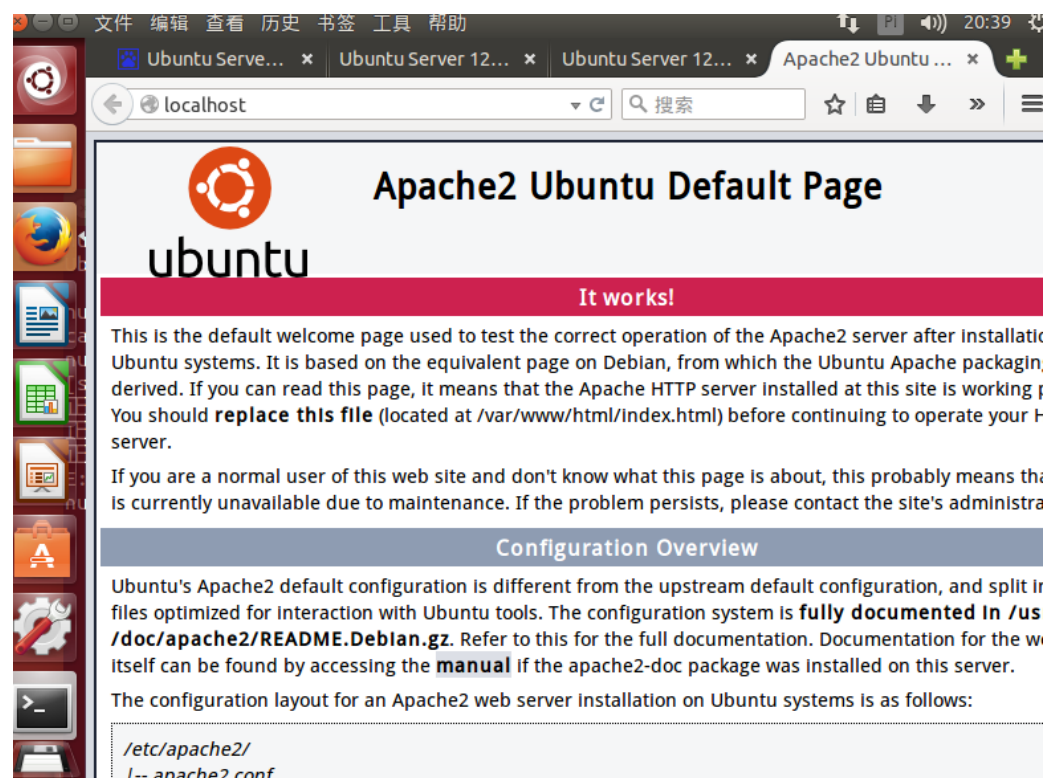 文件 编辑 查看 历史 书签 工具 帮助 Pi 20:39
Ubuntu Serve... × Ubuntu Server 12... × Ubuntu Server 12... × Apache2 Ubuntu ... ×
localhost 搜索
Apache2 Ubuntu Default Page
ubuntu
It works!
This is the default welcome page used to test the correct operation of the Apache2 server after
Ubuntu systems. It is based on the equivalent page on Debian, from which the Ubuntu Apache
derived. If you can read this page, it means that the Apache HTTP server installed at this site is working
You should replace this file (located at /var/www/html/index.html) before continuing to operate your
server.
If you are a normal user of this web site and don't know what this page is about, this probably means
is currently unavailable due to maintenance. If the problem persists, please contact the site's
Configuration Overview
Ubuntu's Apache2 default configuration is different from the upstream default configuration, and split
files optimized for interaction with Ubuntu tools. The configuration system is fully documented in /us
/doc/apache2/README.Debian.gz. Refer to this for the full documentation. Documentation for the
itself can be found by accessing the manual if the apache2-doc package was installed on this server.
The configuration layout for an Apache2 web server installation on Ubuntu systems is as follows:
/etc/apache2/
|-- apache2.conf